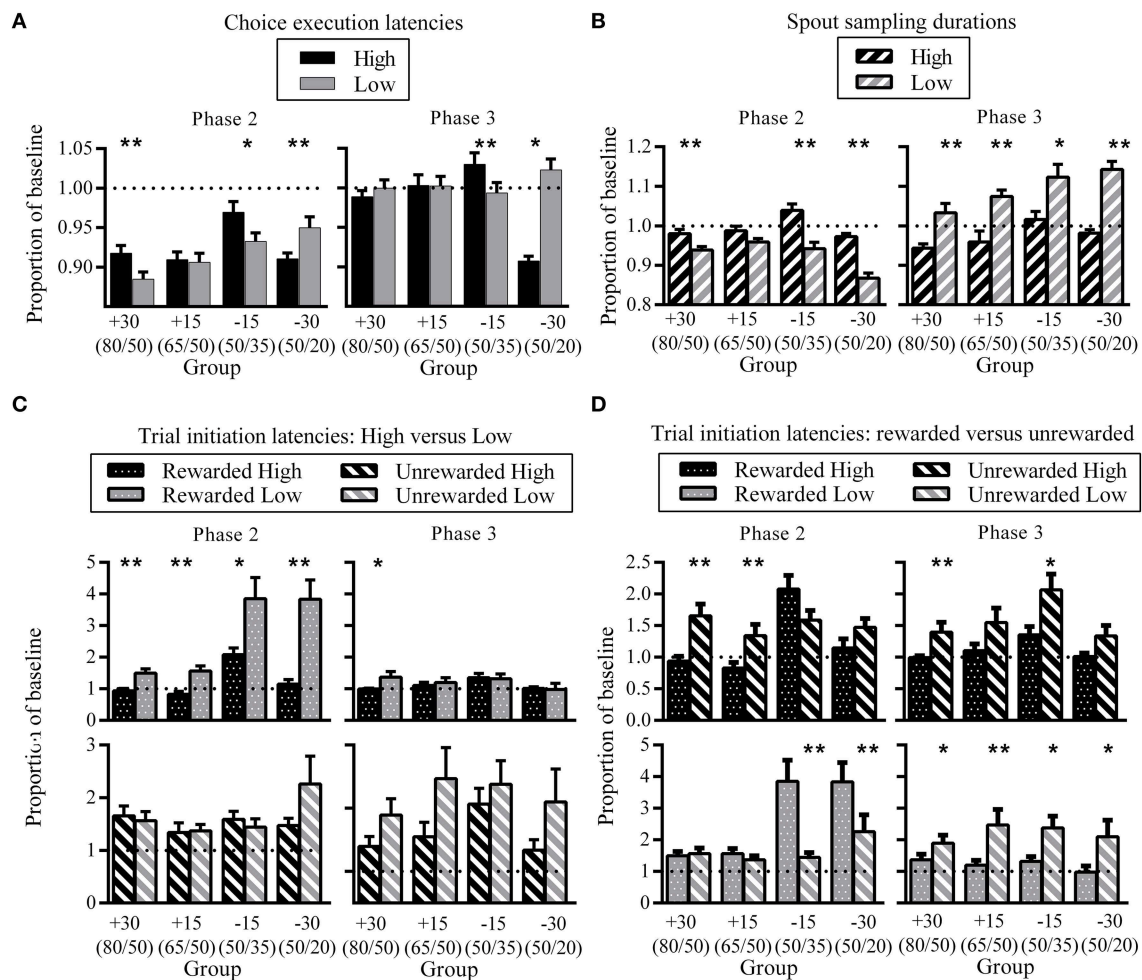 A
Choice execution latencies
High
Low
Phase 2
Phase 3
Proportion of baseline
1.05
1.00
0.95
0.90
** * **
** *
+30 +15 -15 -30
(80/50) (65/50) (50/35) (50/20)
Group
+30 +15 -15 -30
(80/50) (65/50) (50/35) (50/20)
Group
B
Spout sampling durations
High
Low
Phase 2
Phase 3
Proportion of baseline
1.2
1.1
1.0
0.9
0.8
** ** **
** ** * **
+30 +15 -15 -30
(80/50) (65/50) (50/35) (50/20)
Group
+30 +15 -15 -30
(80/50) (65/50) (50/35) (50/20)
Group
C
Trial initiation latencies: High versus Low
Rewarded High Unrewarded High
Rewarded Low Unrewarded Low
Phase 2
Phase 3
Proportion of baseline
5
4
3
2
1
0
** ** * **
*
3
2
1
0
+30 +15 -15 -30
(80/50) (65/50) (50/35) (50/20)
Group
+30 +15 -15 -30
(80/50) (65/50) (50/35) (50/20)
Group
D
Trial initiation latencies: rewarded versus unrewarded
Rewarded High Unrewarded High
Rewarded Low Unrewarded Low
Phase 2
Phase 3
Proportion of baseline
2.5
2.0
1.5
1.0
0.5
0.0
** **
** *
5
4
3
2
1
0
** **
* ** * *
+30 +15 -15 -30
(80/50) (65/50) (50/35) (50/20)
Group
+30 +15 -15 -30
(80/50) (65/50) (50/35) (50/20)
Group